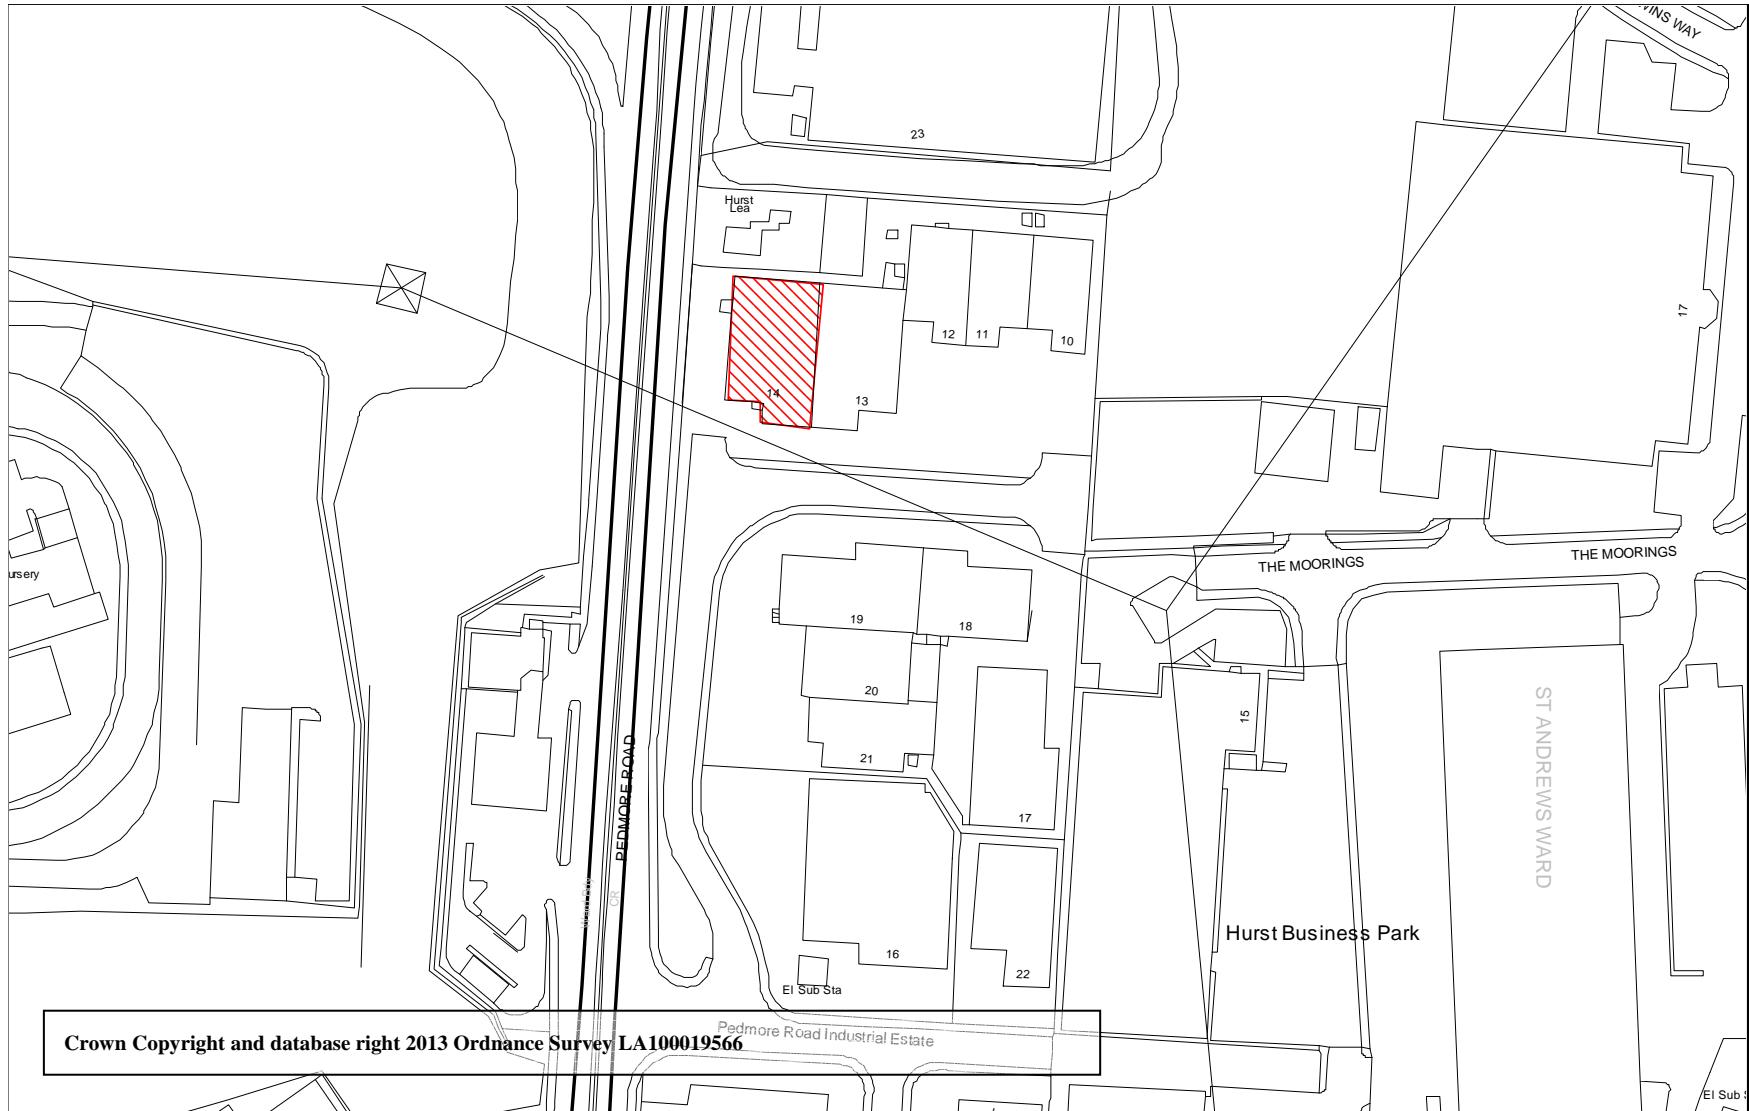 WINS WAY
23
Hurst
Lea
17
12
11
10
14
13
THE MOORINGS
THE MOORINGS
ursery
19
18
20
15
ST ANDREWS WARD
21
PEDMORE ROAD
17
CR
Hurst Business Park
16
22
El Sub Sta
Pedmore Road Industrial Estate
Crown Copyright and database right 2013 Ordnance Survey LA100019566
El Sub